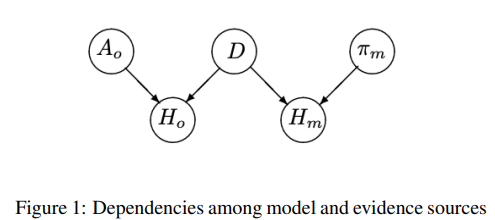 A_o D π_m
H_o H_m
Figure 1: Dependencies among model and evidence sources